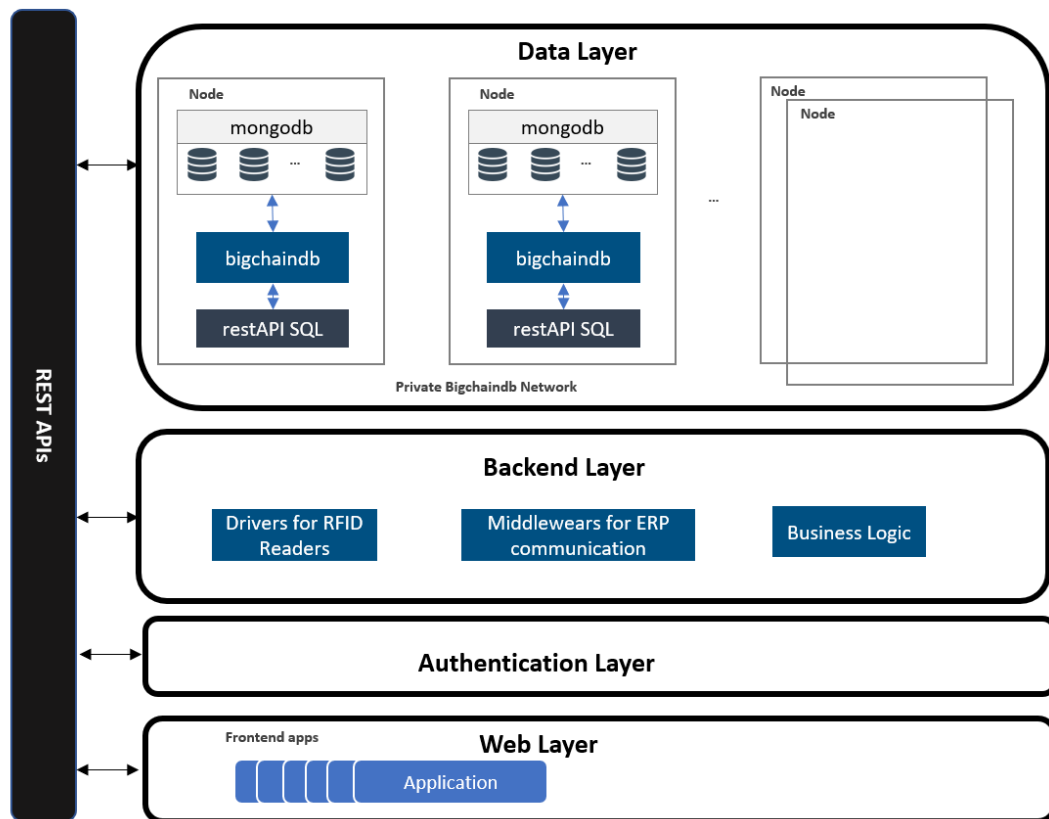 REST APIs
Data Layer
Node
mongodb
...
bigchaindb
restAPI SQL
Node
mongodb
...
bigchaindb
restAPI SQL
...
Node
Node
Private Bigchaindb Network
Backend Layer
Drivers for RFID
Readers
Middlewears for ERP
communication
Business Logic
Authentication Layer
Web Layer
Frontend apps
Application